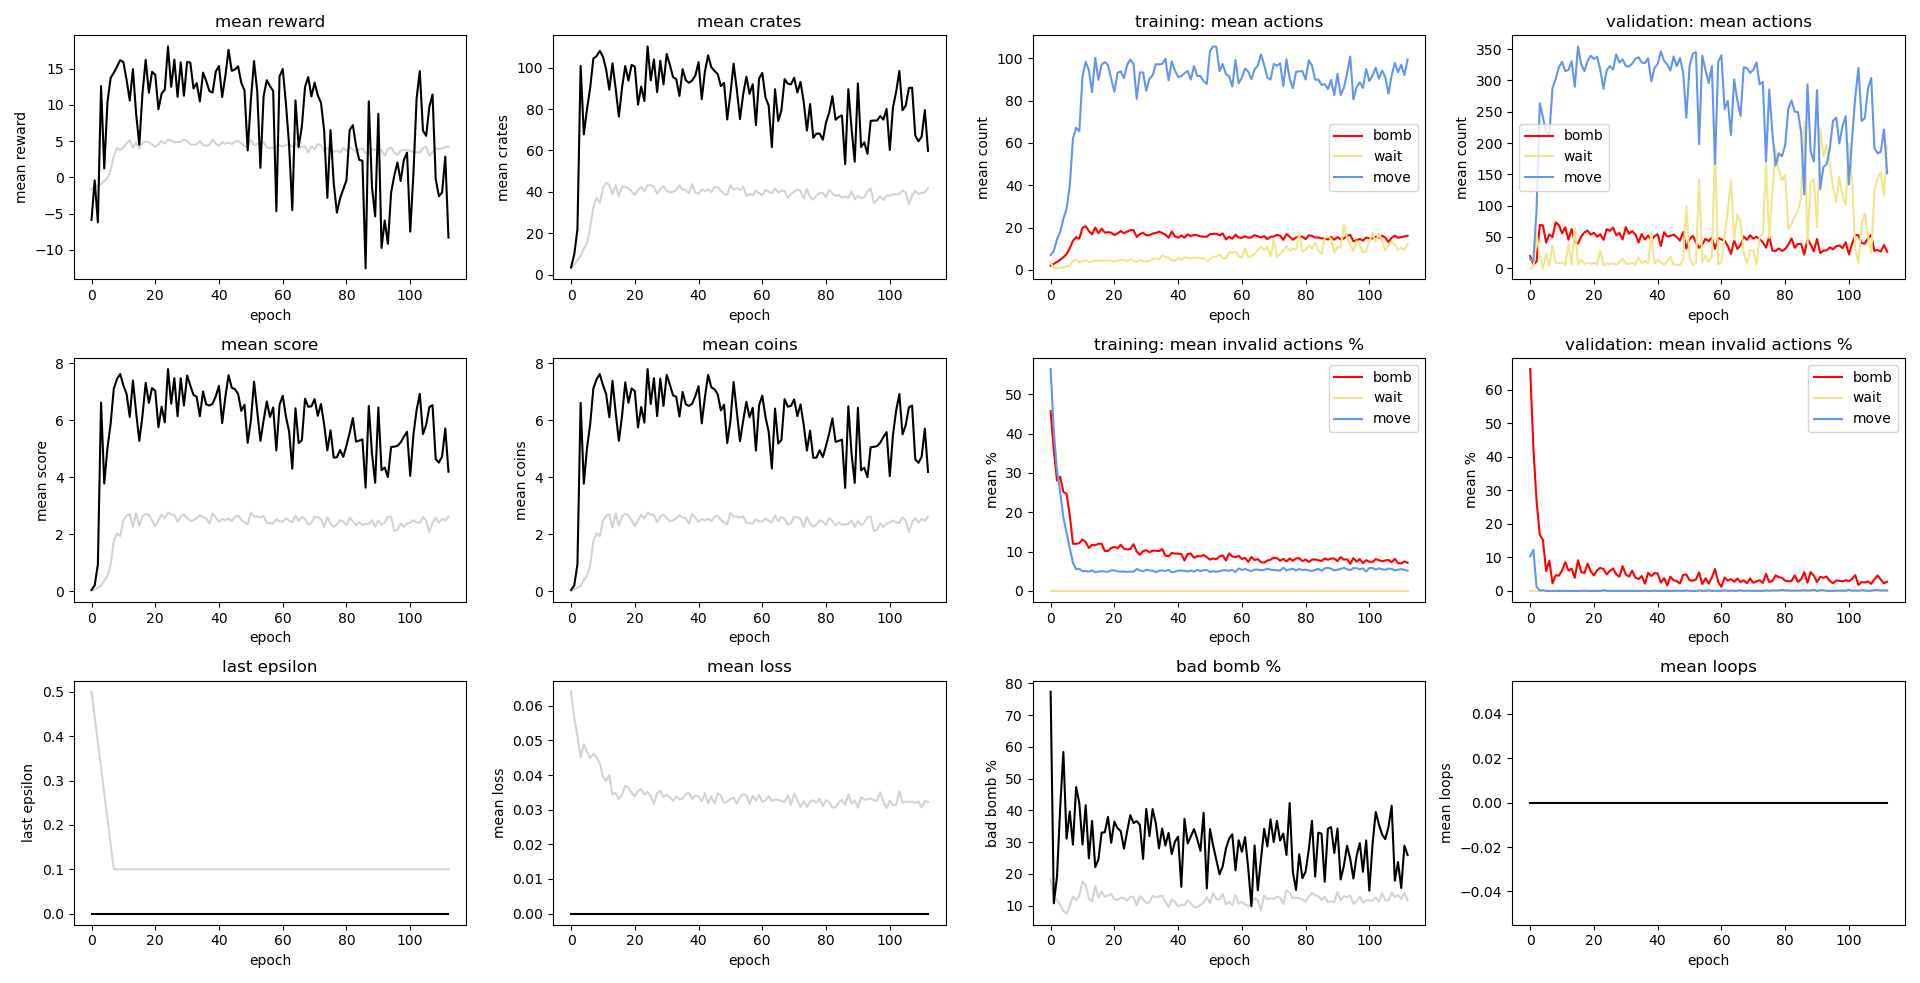 mean reward
mean reward
15
10
5
0
−5
−10
0 20 40 60 80 100
epoch
mean crates
mean crates
100
80
60
40
20
0
0 20 40 60 80 100
epoch
training: mean actions
mean count
100
80
60
40
20
0
bomb
wait
move
0 20 40 60 80 100
epoch
validation: mean actions
mean count
350
300
250
200
150
100
50
0
bomb
wait
move
0 20 40 60 80 100
epoch
mean score
mean score
8
6
4
2
0
0 20 40 60 80 100
epoch
mean coins
mean coins
8
6
4
2
0
0 20 40 60 80 100
epoch
training: mean invalid actions %
mean %
50
40
30
20
10
0
bomb
wait
move
0 20 40 60 80 100
epoch
validation: mean invalid actions %
mean %
60
50
40
30
20
10
0
bomb
wait
move
0 20 40 60 80 100
epoch
last epsilon
last epsilon
0.5
0.4
0.3
0.2
0.1
0.0
0 20 40 60 80 100
epoch
mean loss
mean loss
0.06
0.05
0.04
0.03
0.02
0.01
0.00
0 20 40 60 80 100
epoch
bad bomb %
bad bomb %
80
70
60
50
40
30
20
10
0 20 40 60 80 100
epoch
mean loops
mean loops
0.04
0.02
0.00
−0.02
−0.04
0 20 40 60 80 100
epoch